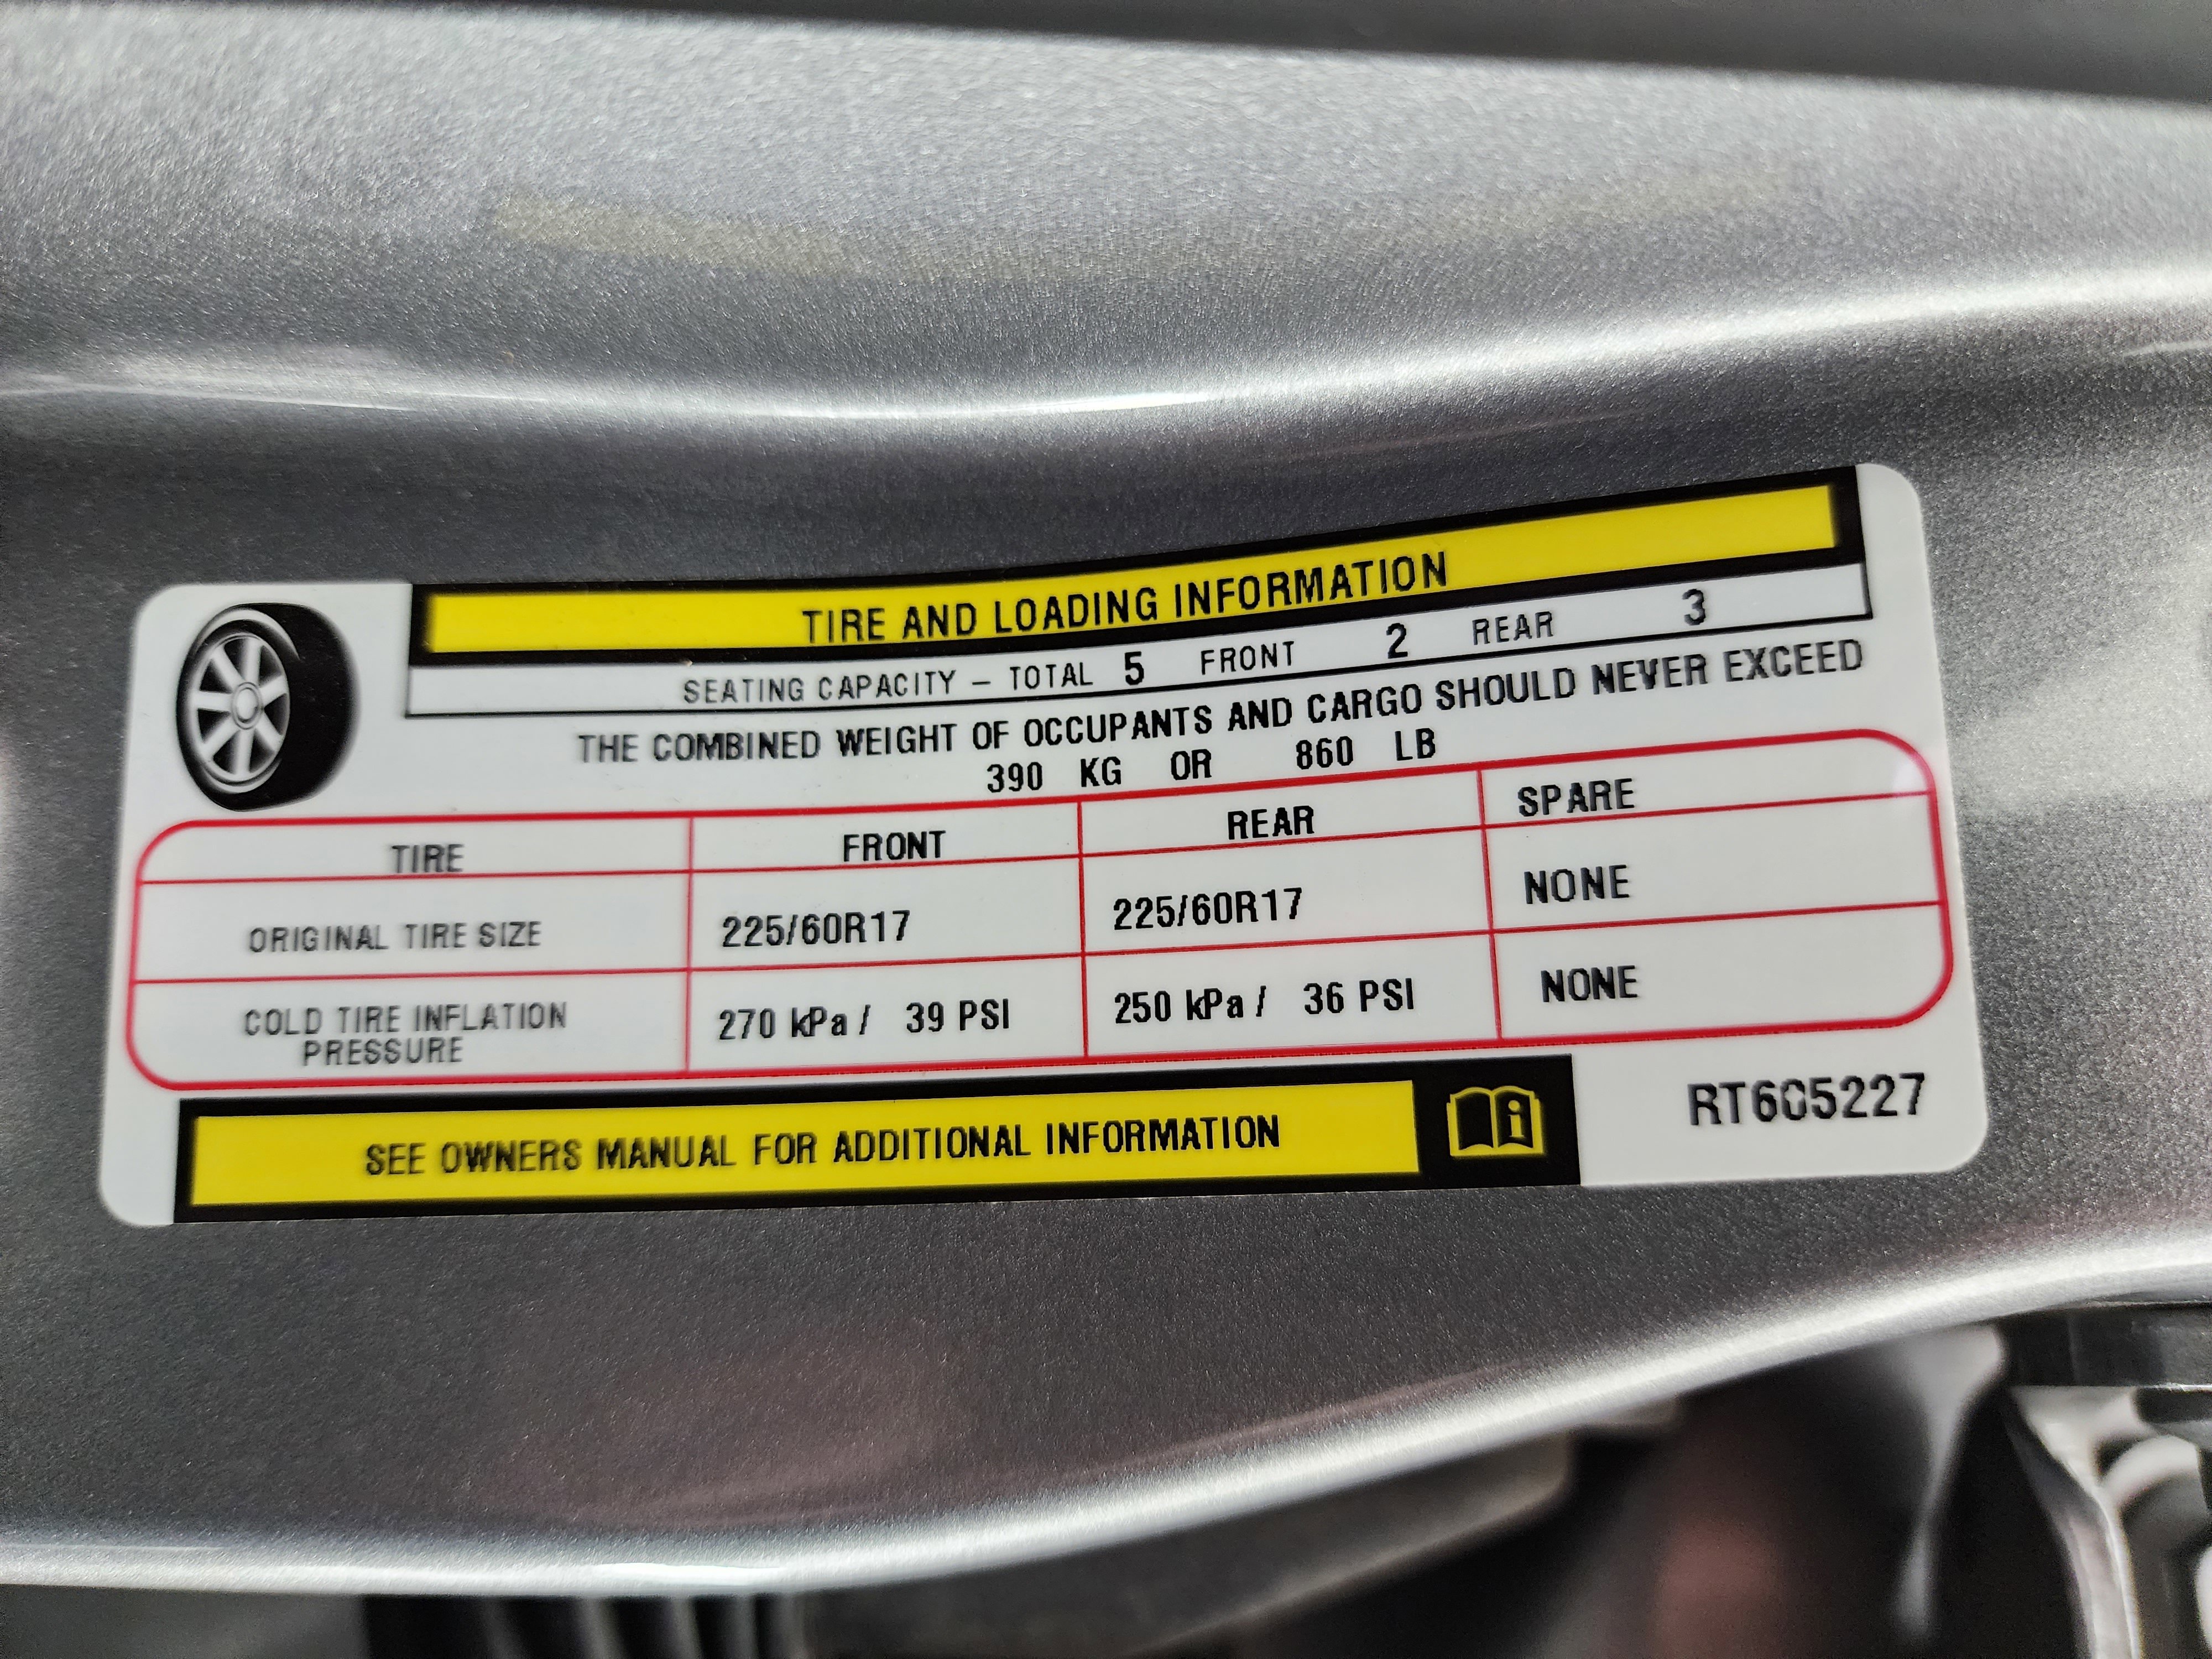 TIRE AND LOADING INFORMATION
SEATING CAPACITY – TOTAL 5 FRONT 2 REAR 3
THE COMBINED WEIGHT OF OCCUPANTS AND CARGO SHOULD NEVER EXCEED
390 KG OR 860 LB
TIRE FRONT REAR SPARE
ORIGINAL TIRE SIZE 225/60R17 225/60R17 NONE
COLD TIRE INFLATION
PRESSURE 270 kPa / 39 PSI 250 kPa / 36 PSI NONE
SEE OWNERS MANUAL FOR ADDITIONAL INFORMATION
RT605227